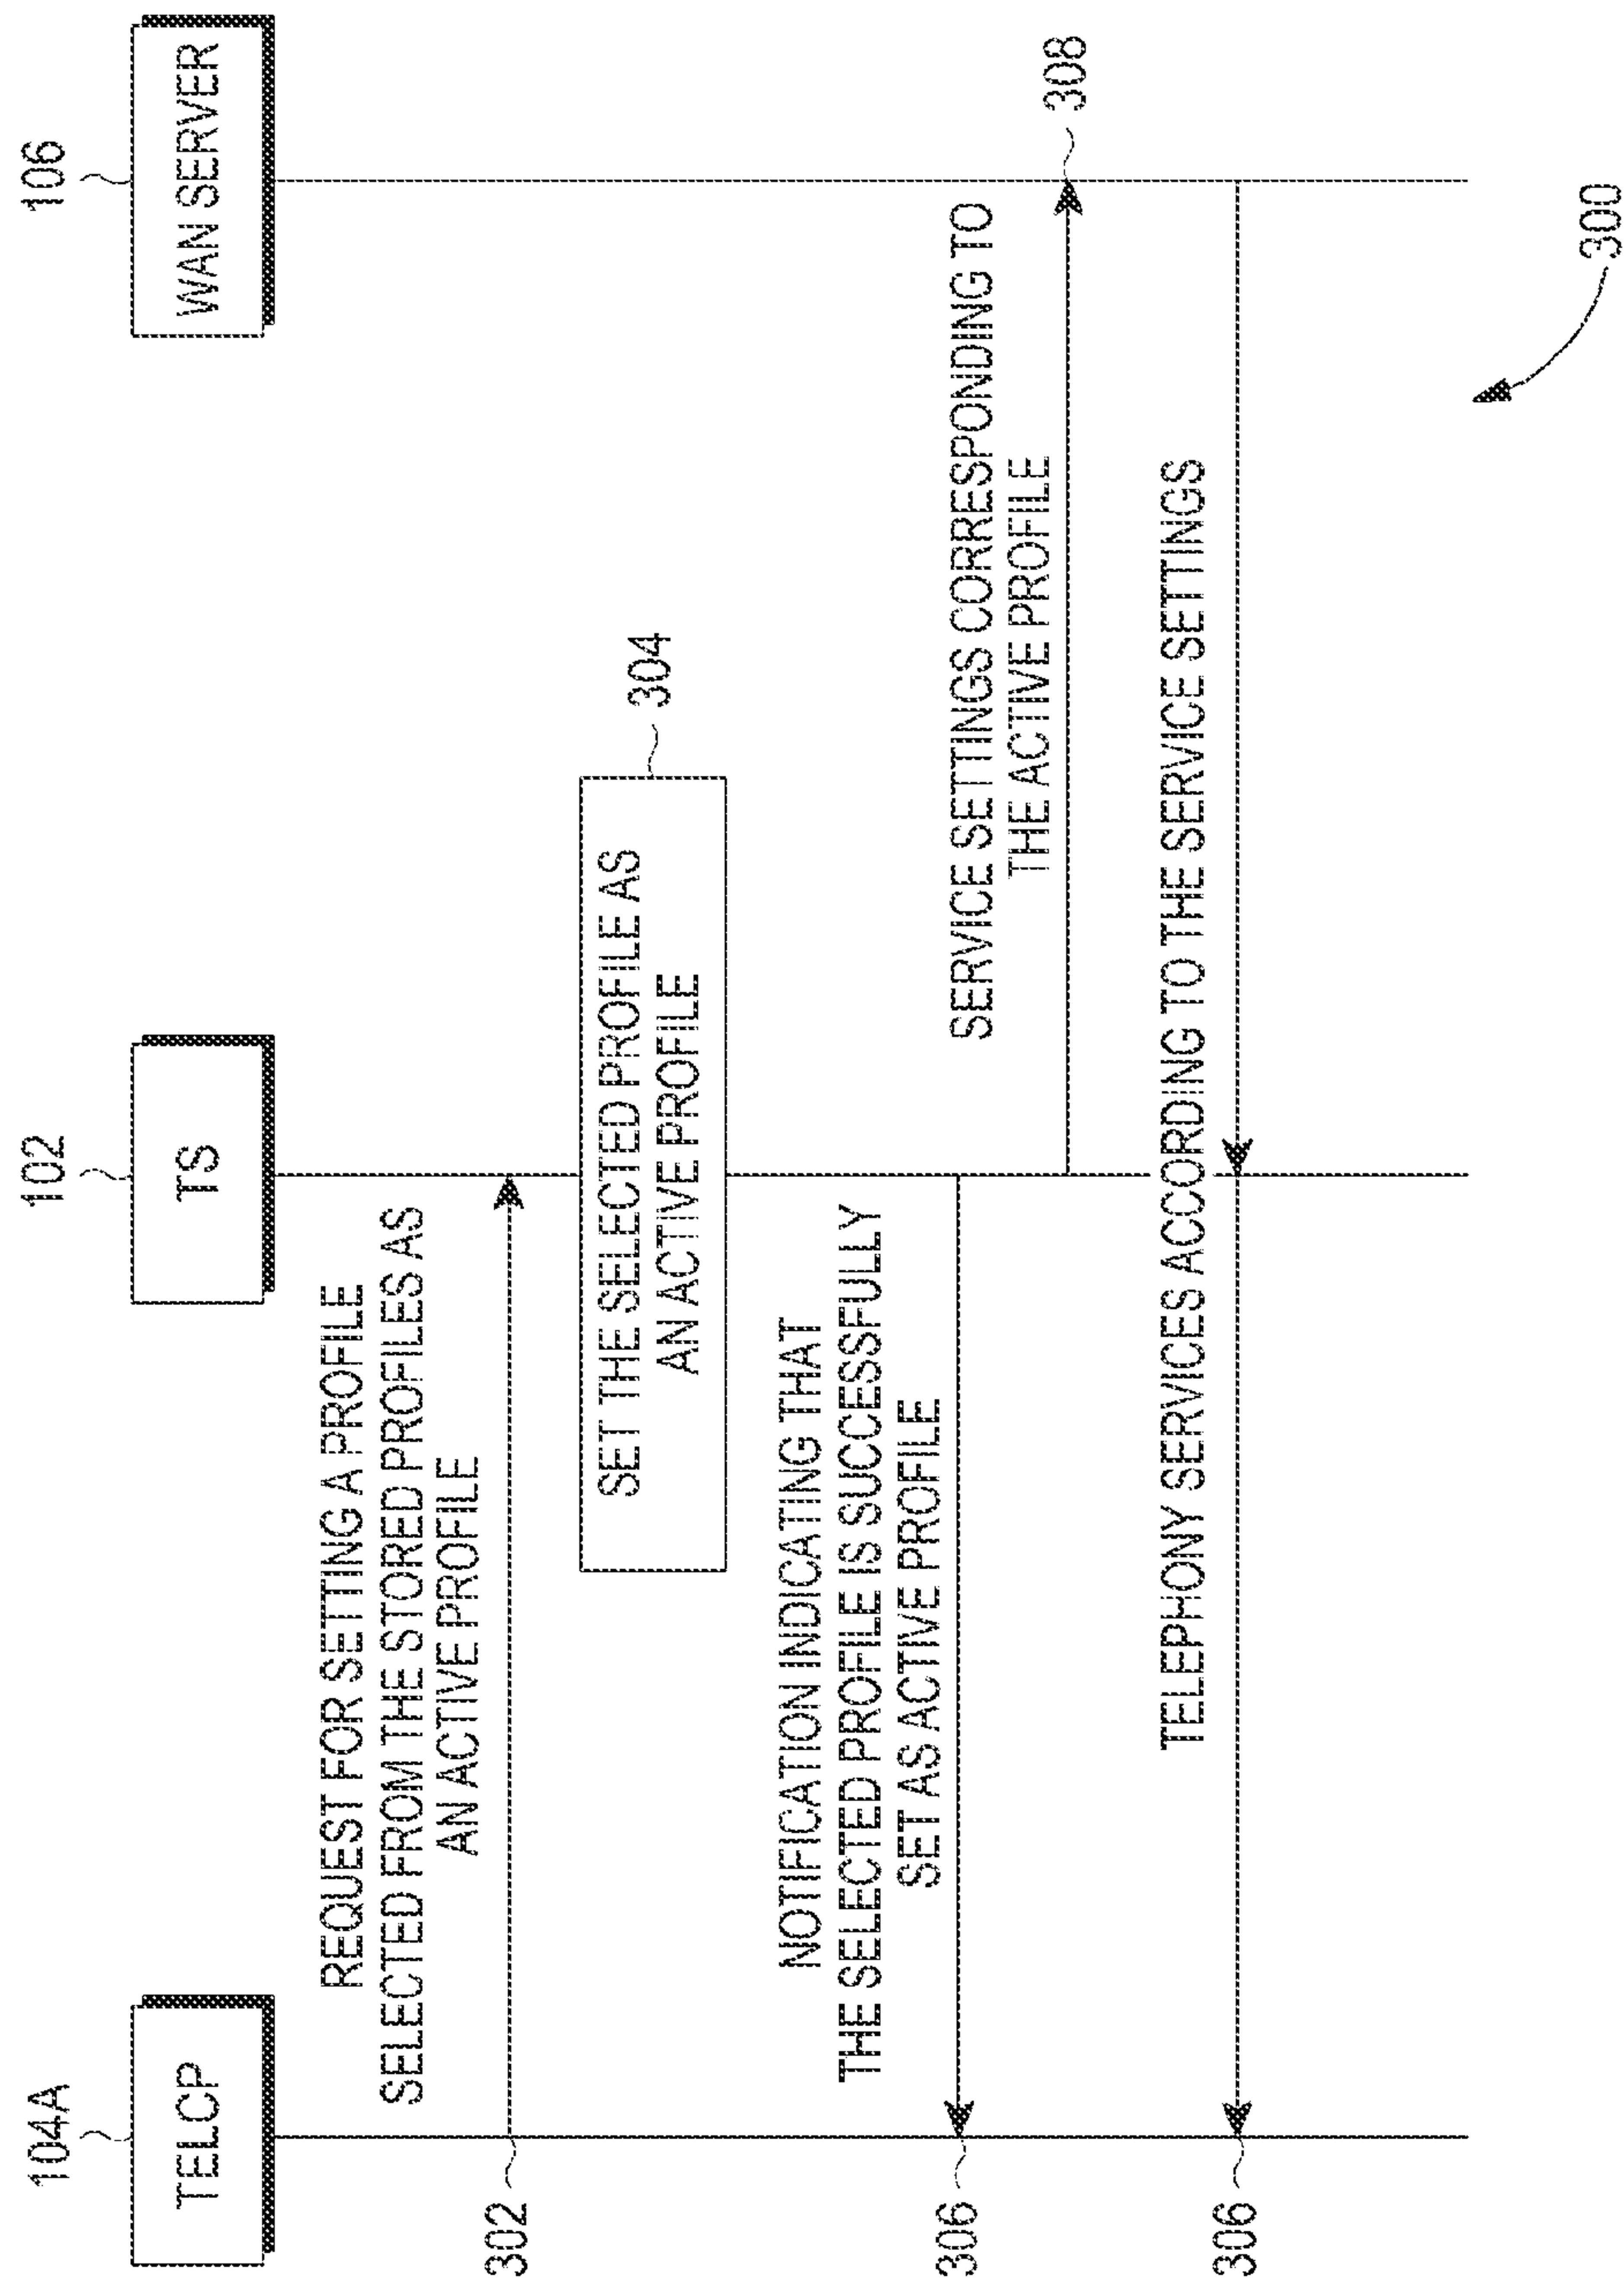 104A
102
106
TELCP
TS
WAN SERVER
REQUEST FOR SETTING A PROFILE
SELECTED FROM THE STORED PROFILES AS
AN ACTIVE PROFILE
302
SET THE SELECTED PROFILE AS
AN ACTIVE PROFILE
304
NOTIFICATION INDICATING THAT
THE SELECTED PROFILE IS SUCCESSFULLY
SET AS ACTIVE PROFILE
306
SERVICE SETTINGS CORRESPONDING TO
THE ACTIVE PROFILE
308
TELEPHONY SERVICES ACCORDING TO THE SERVICE SETTINGS
306
300